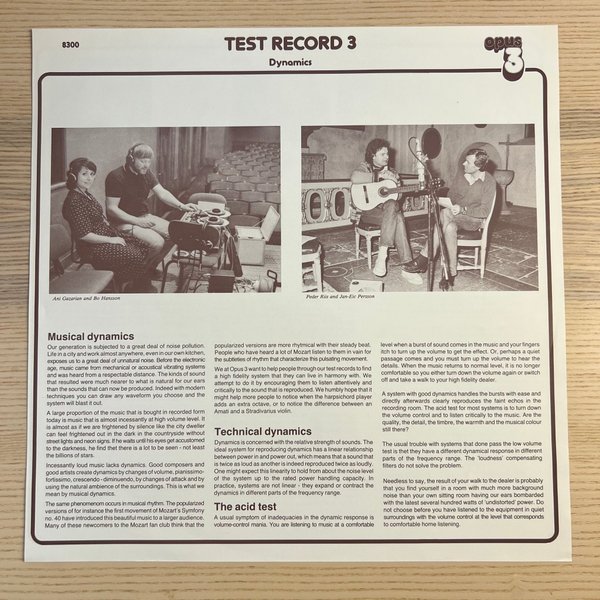 8300
TEST RECORD 3
Dynamics
opus
3
Ani Gazarian and Bo Hansson
Peder Riis and Jan-Eric Persson
Musical dynamics
Our generation is subjected to a great deal of noise pollution.
Life in a city and work almost anywhere, even in our own kitchen,
exposes us to a great deal of unnatural noise. Before the electronic
age, music came from mechanical or acoustical vibrating systems
and was heard from a respectable distance. The kinds of sound
that resulted were much nearer to what is natural for our ears
than the sounds that can now be produced. Indeed with modern
techniques you can draw any waveform you choose and the
system will blast it out.
A large proportion of the music that is bought in recorded form
today is music that is almost incessantly at high volume level. It
is almost as if we are frightened by silence like the city dweller
can feel frightened out in the dark in the countryside without
street lights and neon signs. If he waits until his eyes get accustomed
to the darkness, he find that there is a lot to be seen - not least
the billions of stars.
Incessantly loud music lacks dynamics. Good composers and
good artists create dynamics by changes of volume, pianissimo-
fortissimo, crescendo - diminuendo, by changes of attack and by
using the natural ambience of the surroundings. This is what we
mean by musical dynamics.
The same phenomenon occurs in musical rhythm. The popularized
versions of for instance the first movement of Mozart's Symfony
no. 40 have introduced this beautiful music to a larger audience.
Many of these newcomers to the Mozart fan club think that the
popularized versions are more rhytmical with their steady beat.
People who have heard a lot of Mozart listen to them in vain for
the subtleties of rhythm that characterize this pulsating movement.
We at Opus 3 want to help people through our test records to find
a high fidelity system that they can live in harmony with. We
attempt to do it by encouraging them to listen attentively and
critically to the sound that is reproduced. We humbly hope that it
might help more people to notice when the harpsichord player
adds an extra octave, or to notice the difference between an
Amati and a Stradivarius violin.
Technical dynamics
Dynamics is concerned with the relative strength of sounds. The
ideal system for reproducing dynamics has a linear relationship
between power in and power out, which means that a sound that
is twice as loud as another is indeed reproduced twice as loudly.
One might expect this linearity to hold from about the noise level
of the system up to the rated power handling capacity. In
practice, systems are not linear - they expand or contract the
dynamics in different parts of the frequency range.
The acid test
A usual symptom of inadequacies in the dynamic response is
volume-control mania. You are listening to music at a comfortable
level when a burst of sound comes in the music and your fingers
itch to turn up the volume to get the effect. Or, perhaps a quiet
passage comes and you must turn up the volume to hear the
details. When the music returns to normal level, it is no longer
comfortable so you either turn down the volume again or switch
off and take a walk to your high fidelity dealer.
A system with good dynamics handles the bursts with ease and
directly afterwards clearly reproduces the faint echos in the
recording room. The acid test for most systems is to turn down
the volume control and to listen critically to the music. Are the
quality, the detail, the timbre, the warmth and the musical colour
still there?
The usual trouble with systems that done pass the low volume
test is that they have a different dynamical response in different
parts of the frequency range. The 'loudness' compensating
filters do not solve the problem.
Needless to say, the result of your walk to the dealer is probably
that you find yourself in a room with much more background
noise than your own sitting room having our ears bombarded
with the latest several hundred watts of 'undistorted' power. Do
not choose before you have listened to the equipment in quiet
surroundings with the volume control at the level that corresponds
to comfortable home listening.